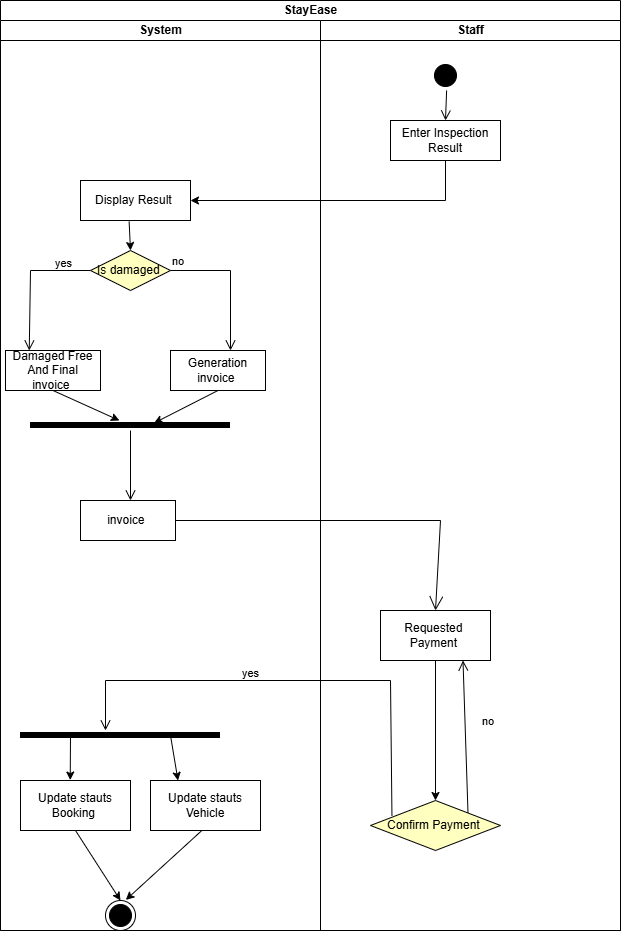 StayEase
System
Staff
Enter Inspection
Result
Display Result
yes
Is damaged
no
Damaged Free
And Final
invoice
Generation
invoice
invoice
Requested
Payment
yes
no
Update stauts
Booking
Update stauts
Vehicle
Confirm Payment